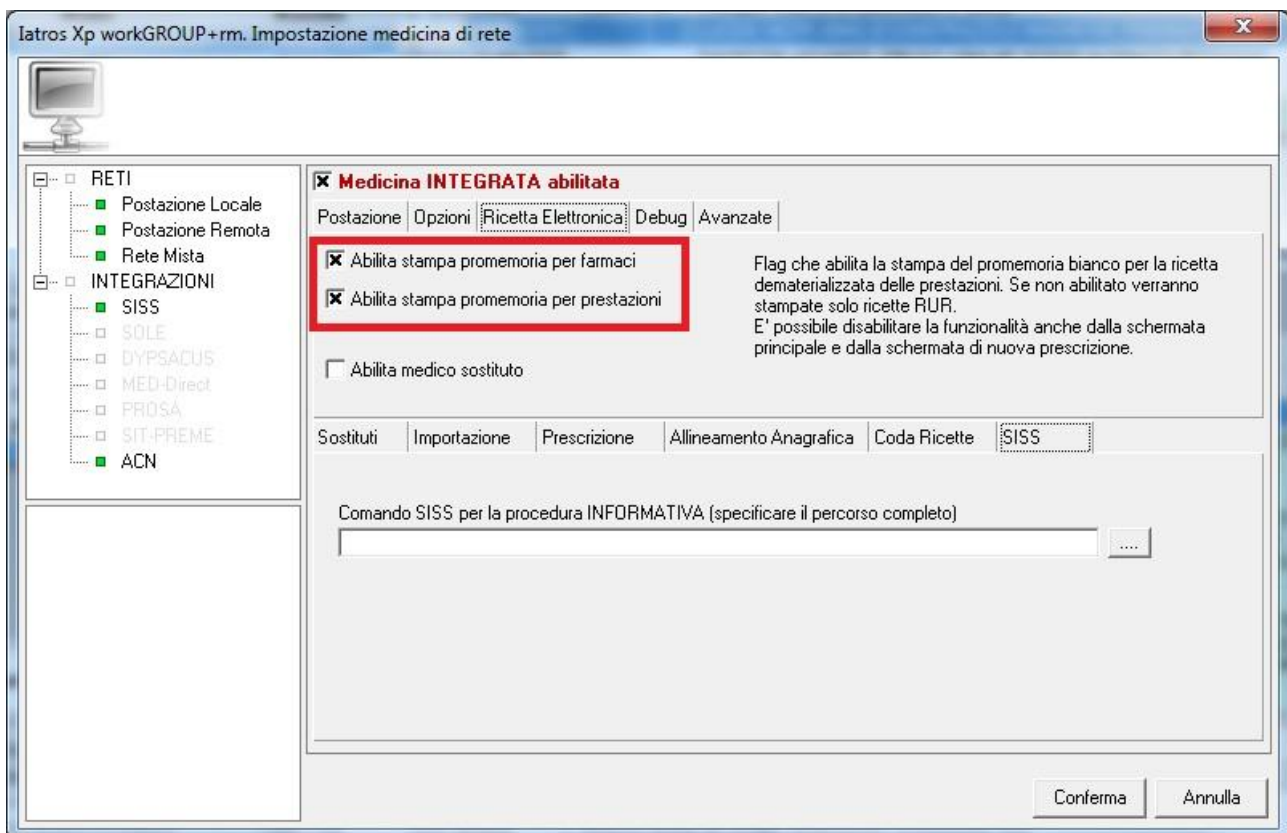 Iatros Xp workGROUP+rm. Impostazione medicina di rete
X
RETI
Postazione Locale
Postazione Remota
Rete Mista
INTEGRAZIONI
SISS
SOLE
DYPSACUS
MED-Direct
PROSA
SIT-PREME
ACN
Medicina INTEGRATA abilitata
Postazione Opzioni Ricetta Elettronica Debug Avanzate
Abilita stampa promemoria per farmaci
Abilita stampa promemoria per prestazioni
Abilita medico sostituto
Flag che abilita la stampa del promemoria bianco per la ricetta
dematerializzata delle prestazioni. Se non abilitato verranno
stampate solo ricette RUR.
E' possibile disabilitare la funzionalità anche dalla schermata
principale e dalla schermata di nuova prescrizione.
Sostituti Importazione Prescrizione Allineamento Anagrafica Coda Ricette SISS
Comando SISS per la procedura INFORMATIVA (specificare il percorso completo)
....
Conferma Annulla